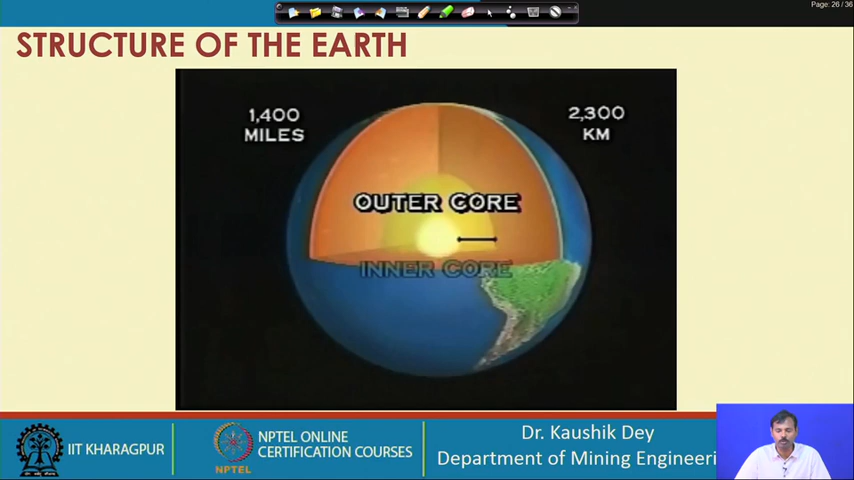 Page: 26 / 36
STRUCTURE OF THE EARTH
1,400
MILES
2,300
KM
OUTER CORE
INNER CORE
IIT KHARAGPUR
NPTEL
NPTEL ONLINE
CERTIFICATION COURSES
Dr. Kaushik Dey
Department of Mining Engineeri